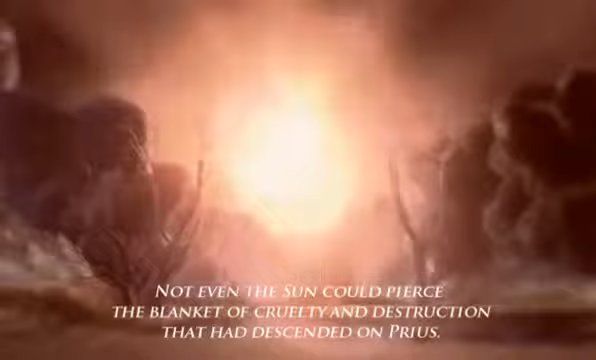 Not even the Sun could pierce
the blanket of cruelty and destruction
that had descended on Prius.